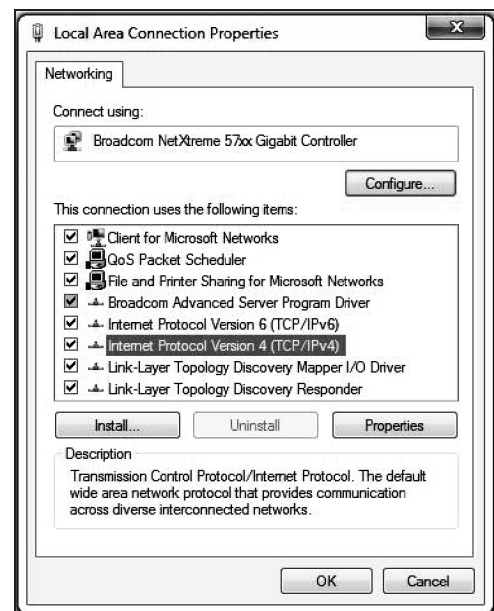 Local Area Connection Properties
Networking
Connect using:
Broadcom NetXtreme 57xx Gigabit Controller
Configure...
This connection uses the following items:
Client for Microsoft Networks
QoS Packet Scheduler
File and Printer Sharing for Microsoft Networks
Broadcom Advanced Server Program Driver
Internet Protocol Version 6 (TCP/IPv6)
Internet Protocol Version 4 (TCP/IPv4)
Link-Layer Topology Discovery Mapper I/O Driver
Link-Layer Topology Discovery Responder
Install... Uninstall Properties
Description
Transmission Control Protocol/Internet Protocol. The default
wide area network protocol that provides communication
across diverse interconnected networks.
OK Cancel